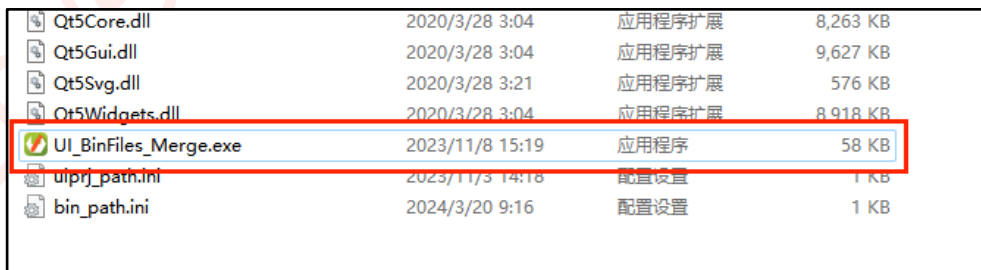 Qt5Core.dll 2020/3/28 3:04 应用程序扩展 8,263 KB
Qt5Gui.dll 2020/3/28 3:04 应用程序扩展 9,627 KB
Qt5Svg.dll 2020/3/28 3:21 应用程序扩展 576 KB
Qt5Widgets.dll 2020/3/28 3:04 应用程序扩展 8,918 KB
UI_BinFiles_Merge.exe 2023/11/8 15:19 应用程序 58 KB
uiprj_path.ini 2023/11/3 14:18 配置设置 1 KB
bin_path.ini 2024/3/20 9:16 配置设置 1 KB